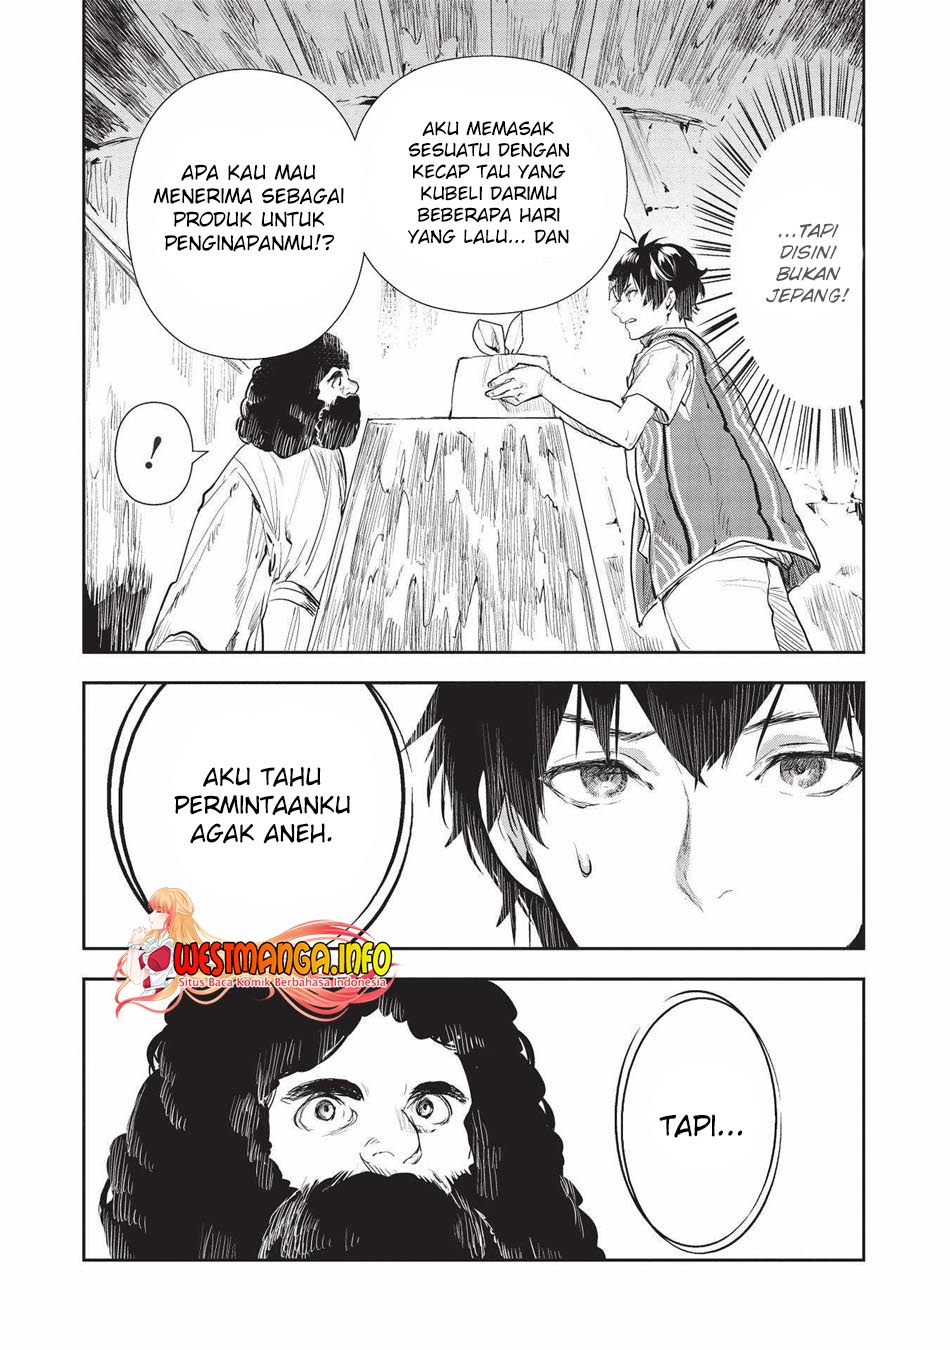 ...TAPI
DISINI
BUKAN
JEPANG!
AKU MEMASAK
SESUATU DENGAN
KECAP TAU YANG
KUBELI DARIMU
BEBERAPA HARI
YANG LALU... DAN
APA KAU MAU
MENERIMA SEBAGAI
PRODUK UNTUK
PENGINAPANMU!?
!
AKU TAHU
PERMINTAANKU
AGAK ANEH.
WESTMANGA.INFO
Situs Baca Komik Berbahasa Indonesia
TAPI...